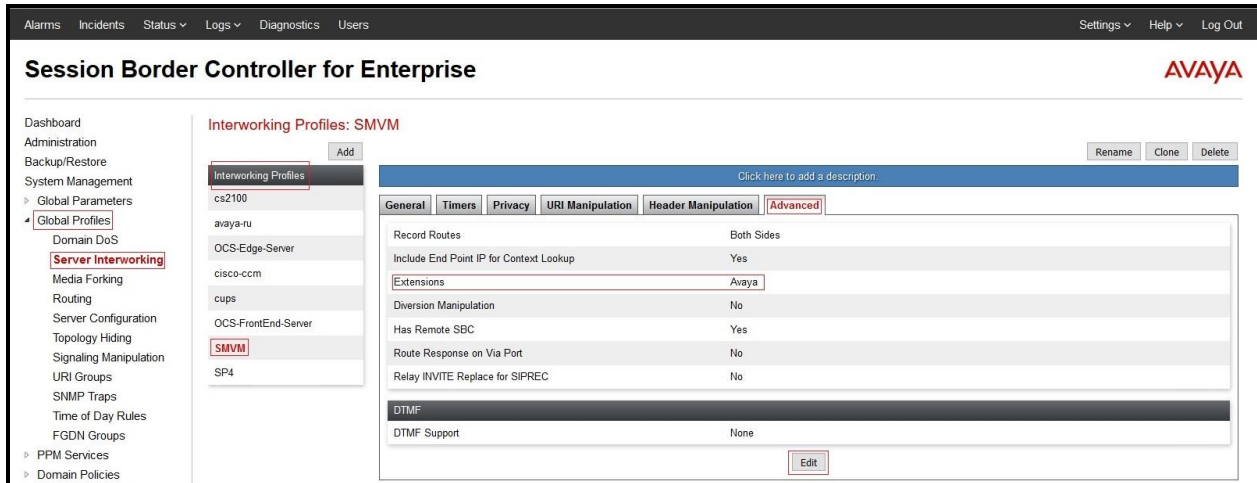 Alarms Incidents Status Logs Diagnostics Users Settings Help Log Out
Session Border Controller for Enterprise
AVAYA
Dashboard
Administration
Backup/Restore
System Management
Global Parameters
Global Profiles
Domain DoS
Server Interworking
Media Forking
Routing
Server Configuration
Topology Hiding
Signaling Manipulation
URI Groups
SNMP Traps
Time of Day Rules
FGDN Groups
PPM Services
Domain Policies
Interworking Profiles: SMVM
Add
Rename Clone Delete
Interworking Profiles
cs2100
avaya-ru
OCS-Edge-Server
cisco-ccm
cups
OCS-FrontEnd-Server
SMVM
SP4
Click here to add a description.
General Timers Privacy URI Manipulation Header Manipulation Advanced
Record Routes Both Sides
Include End Point IP for Context Lookup Yes
Extensions Avaya
Diversion Manipulation No
Has Remote SBC Yes
Route Response on Via Port No
Relay INVITE Replace for SIPREC No
DTMF
DTMF Support None
Edit